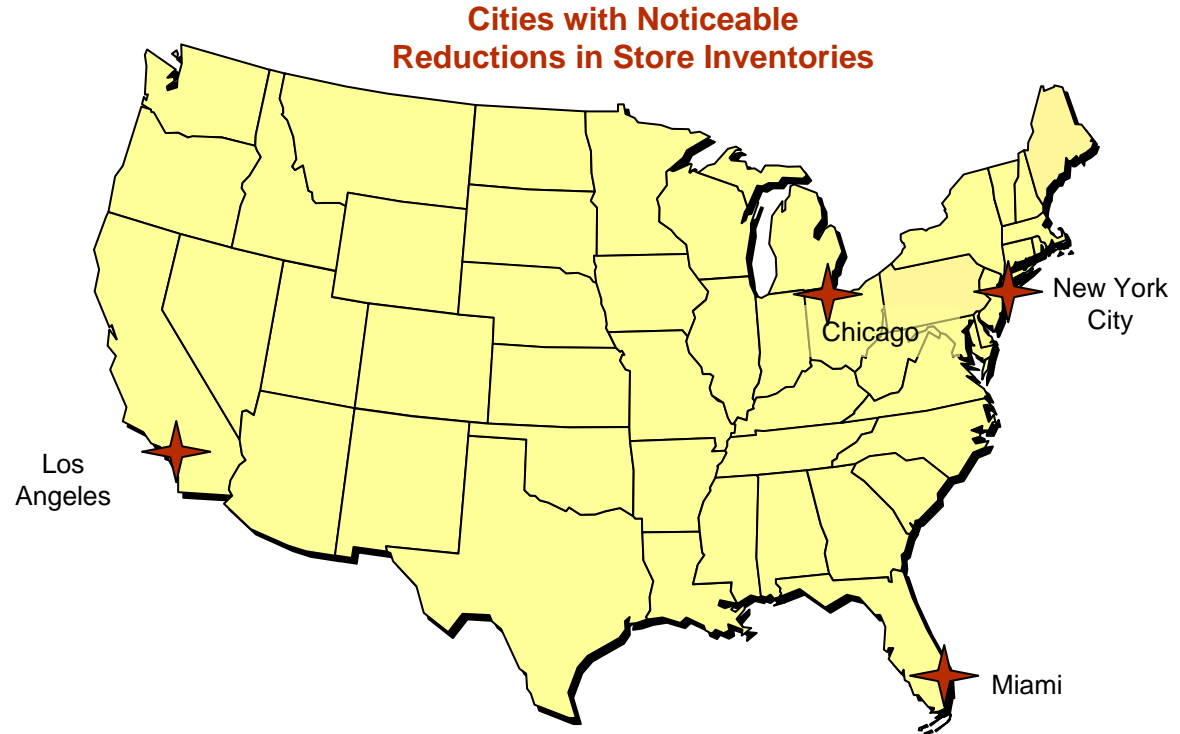 Cities with Noticeable
Reductions in Store Inventories
New York
City
Chicago
Los
Angeles
Miami